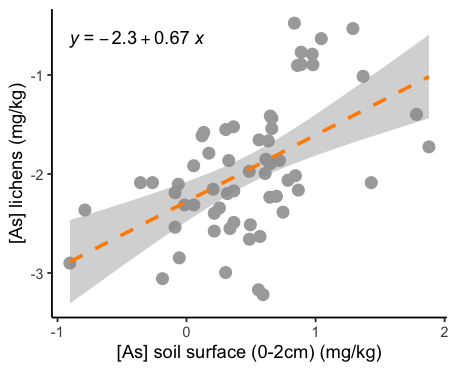 y = −2.3 + 0.67 x
[As] lichens (mg/kg)
-1
-2
-3
-1 0 1 2
[As] soil surface (0-2cm) (mg/kg)